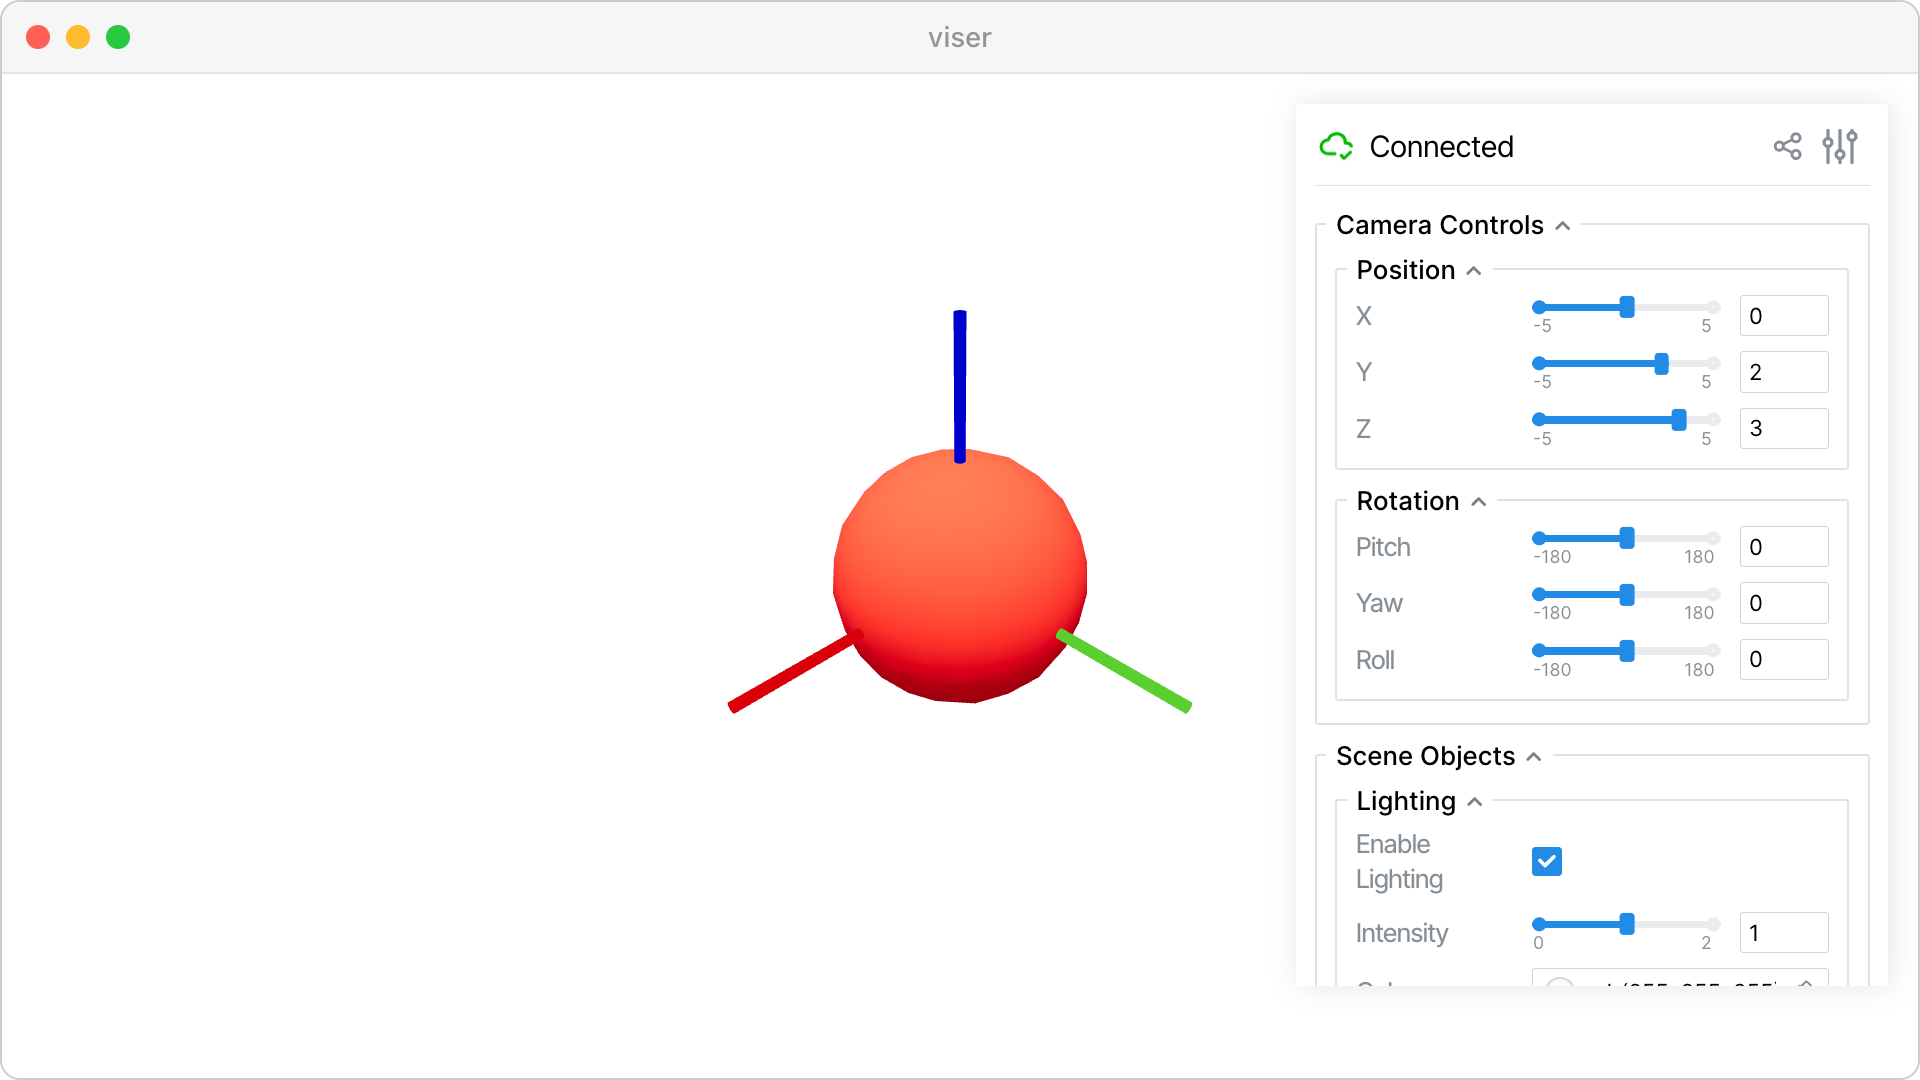 viser
Connected
Camera Controls
Position
X
-5
5
0
Y
-5
5
2
Z
-5
5
3
Rotation
Pitch
-180
180
0
Yaw
-180
180
0
Roll
-180
180
0
Scene Objects
Lighting
Enable
Lighting
Intensity
0
2
1